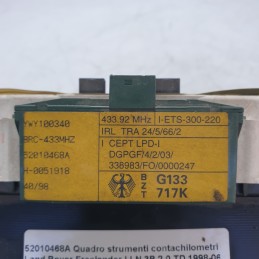 YWY100340
BRC-433MHZ
52010468A
H-0051918
40/98
433.92 MHz
I-ETS-300-220
IRL TRA 24/5/66/2
I CEPT LPD-I
DGPGF/4/2/03/
338983/FO/0000247
BZT
G133
717K
52010468A Quadro strumenti contachilometri
Land Rover Freelander I LN 3P 2.0 TD 1998-06